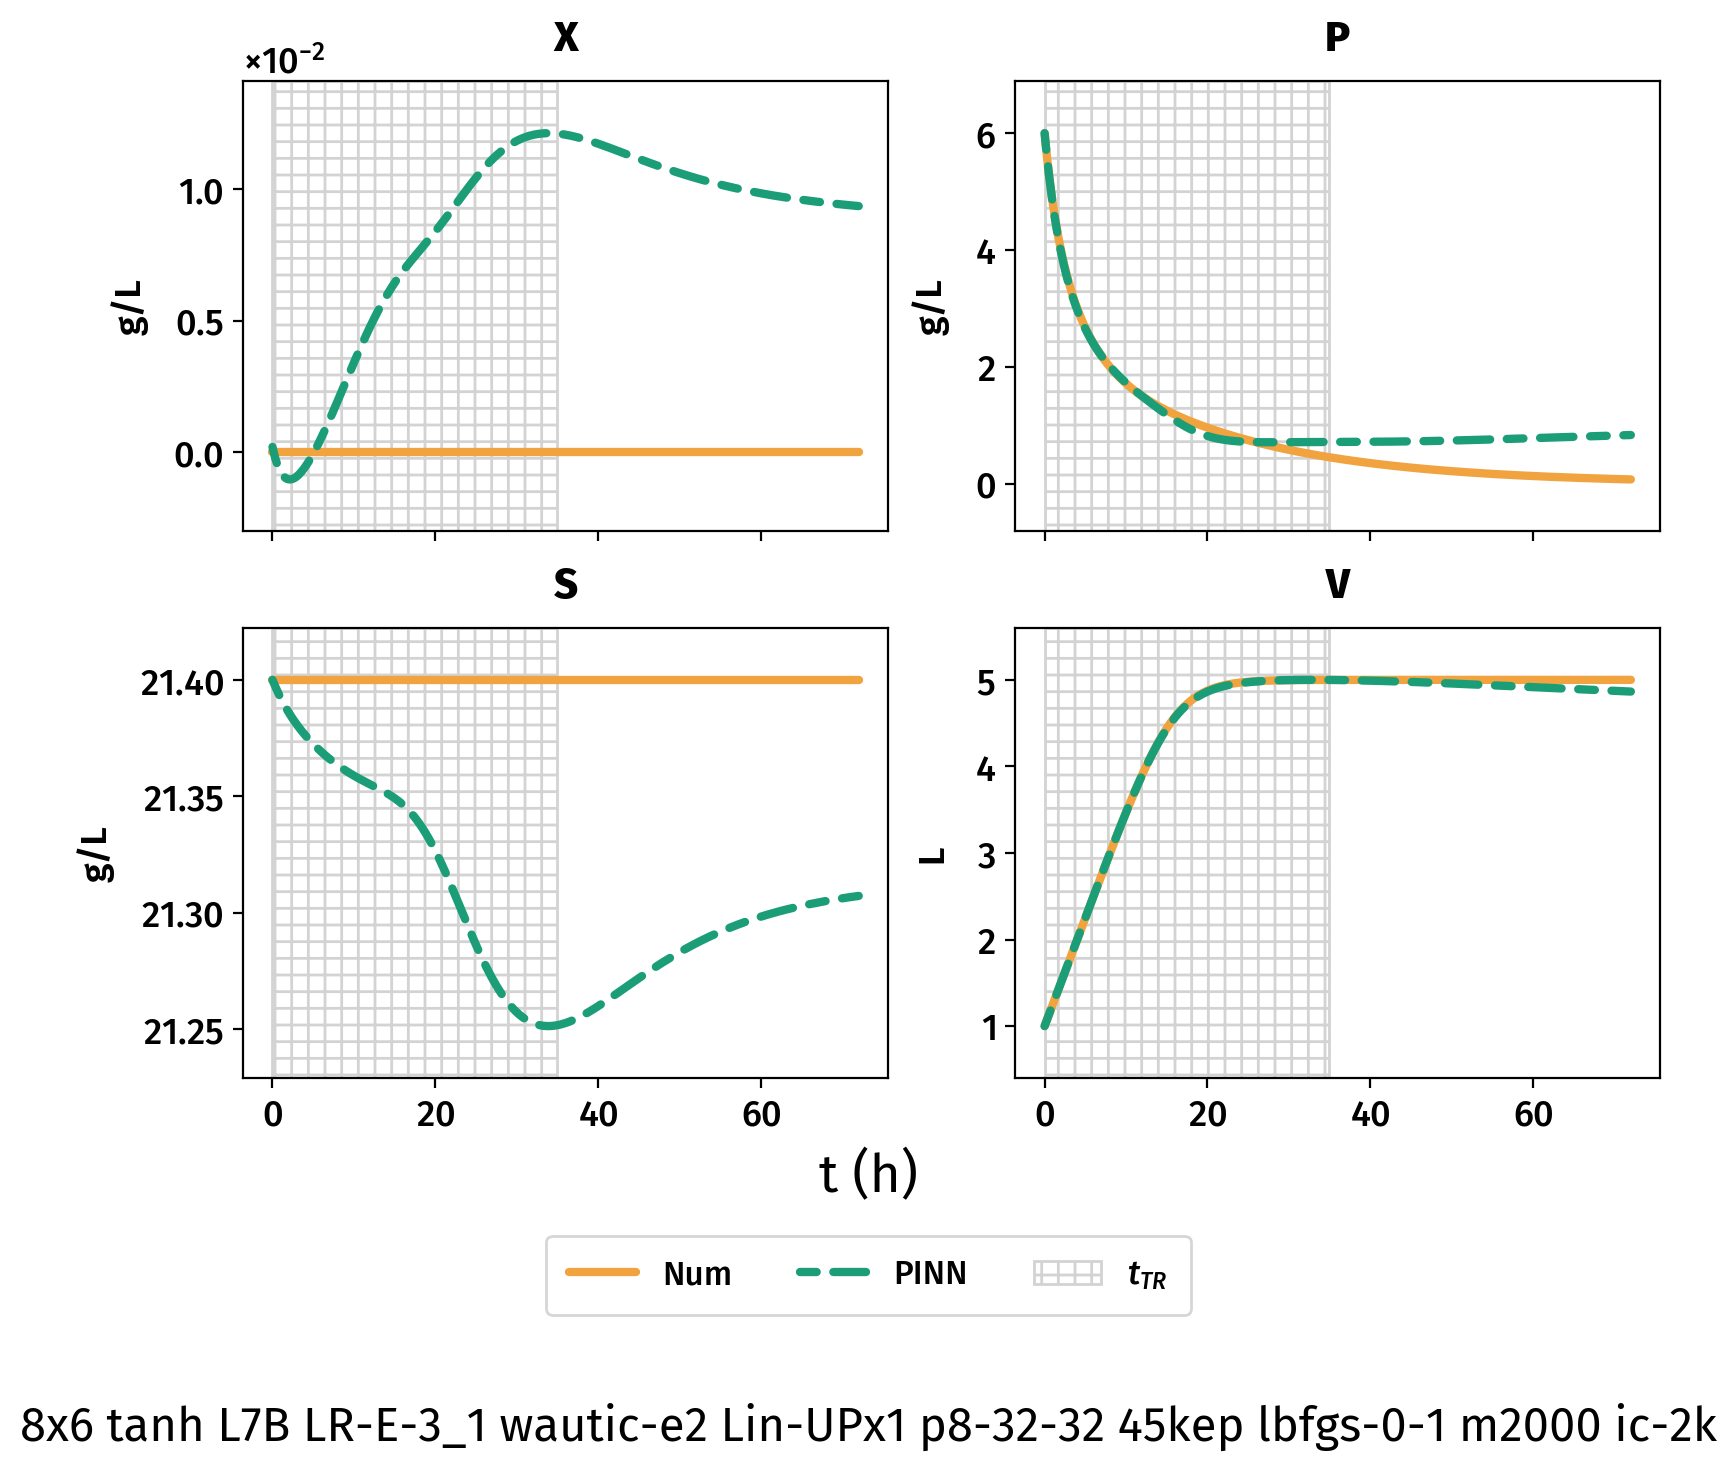 X
×10⁻²
g/L
1.0
0.5
0.0
P
g/L
6
4
2
0
S
g/L
21.40
21.35
21.30
21.25
0 20 40 60
V
L
5
4
3
2
1
0 20 40 60
t (h)
Num PINN t_TR
8x6 tanh L7B LR-E-3_1 wautic-e2 Lin-UPx1 p8-32-32 45kep lbfgs-0-1 m2000 ic-2k